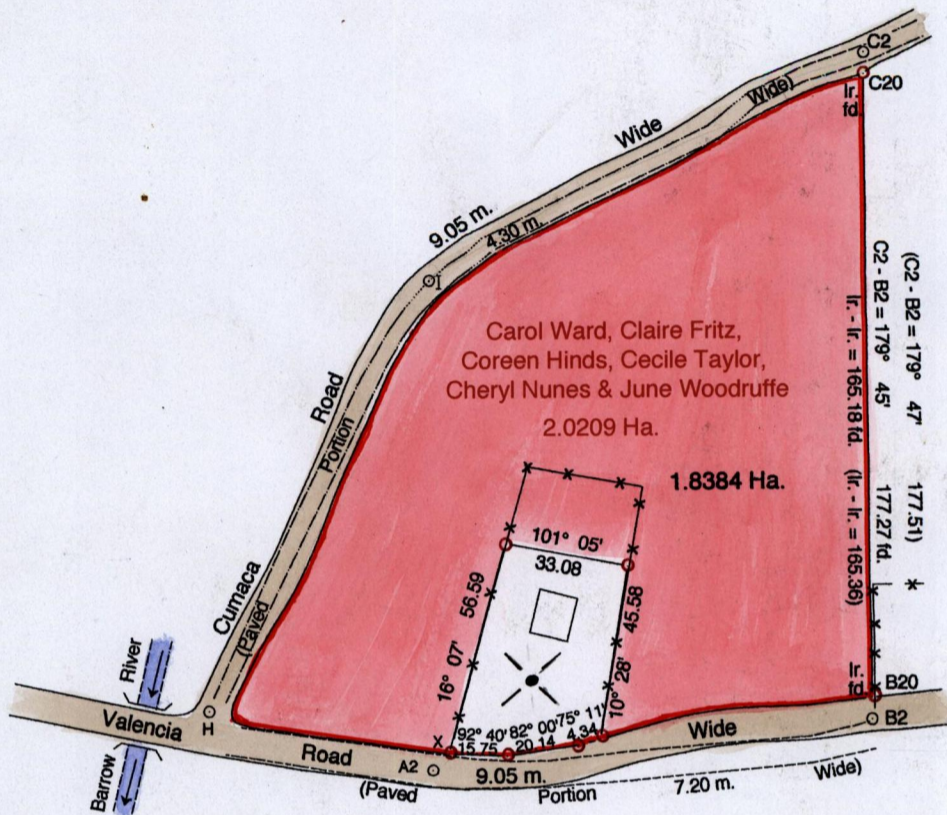 C2
C20
Ir.
fd.
Wide)
Wide
9.05 m.
4.30 m.
I
Road
Portion
Cumaca
(Paved
Carol Ward, Claire Fritz,
Coreen Hinds, Cecile Taylor,
Cheryl Nunes & June Woodruffe
2.0209 Ha.
1.8384 Ha.
(C2 - B2 = 179° 47' 177.51) *
C2 - B2 = 179° 45' 177.27 fd.
Ir. - Ir. = 165.18 fd. (Ir. - Ir. = 165.36)
Ir.
fd.
B20
B2
101° 05'
33.08
56.59
16° 07'
45.58
10° 28'
92° 40' 82° 00' 75° 11'
15.75 20.14 4.34
River
Barrow
Valencia
H
Road
X
A2
9.05 m.
Wide
(Paved
Portion
7.20 m.
Wide)